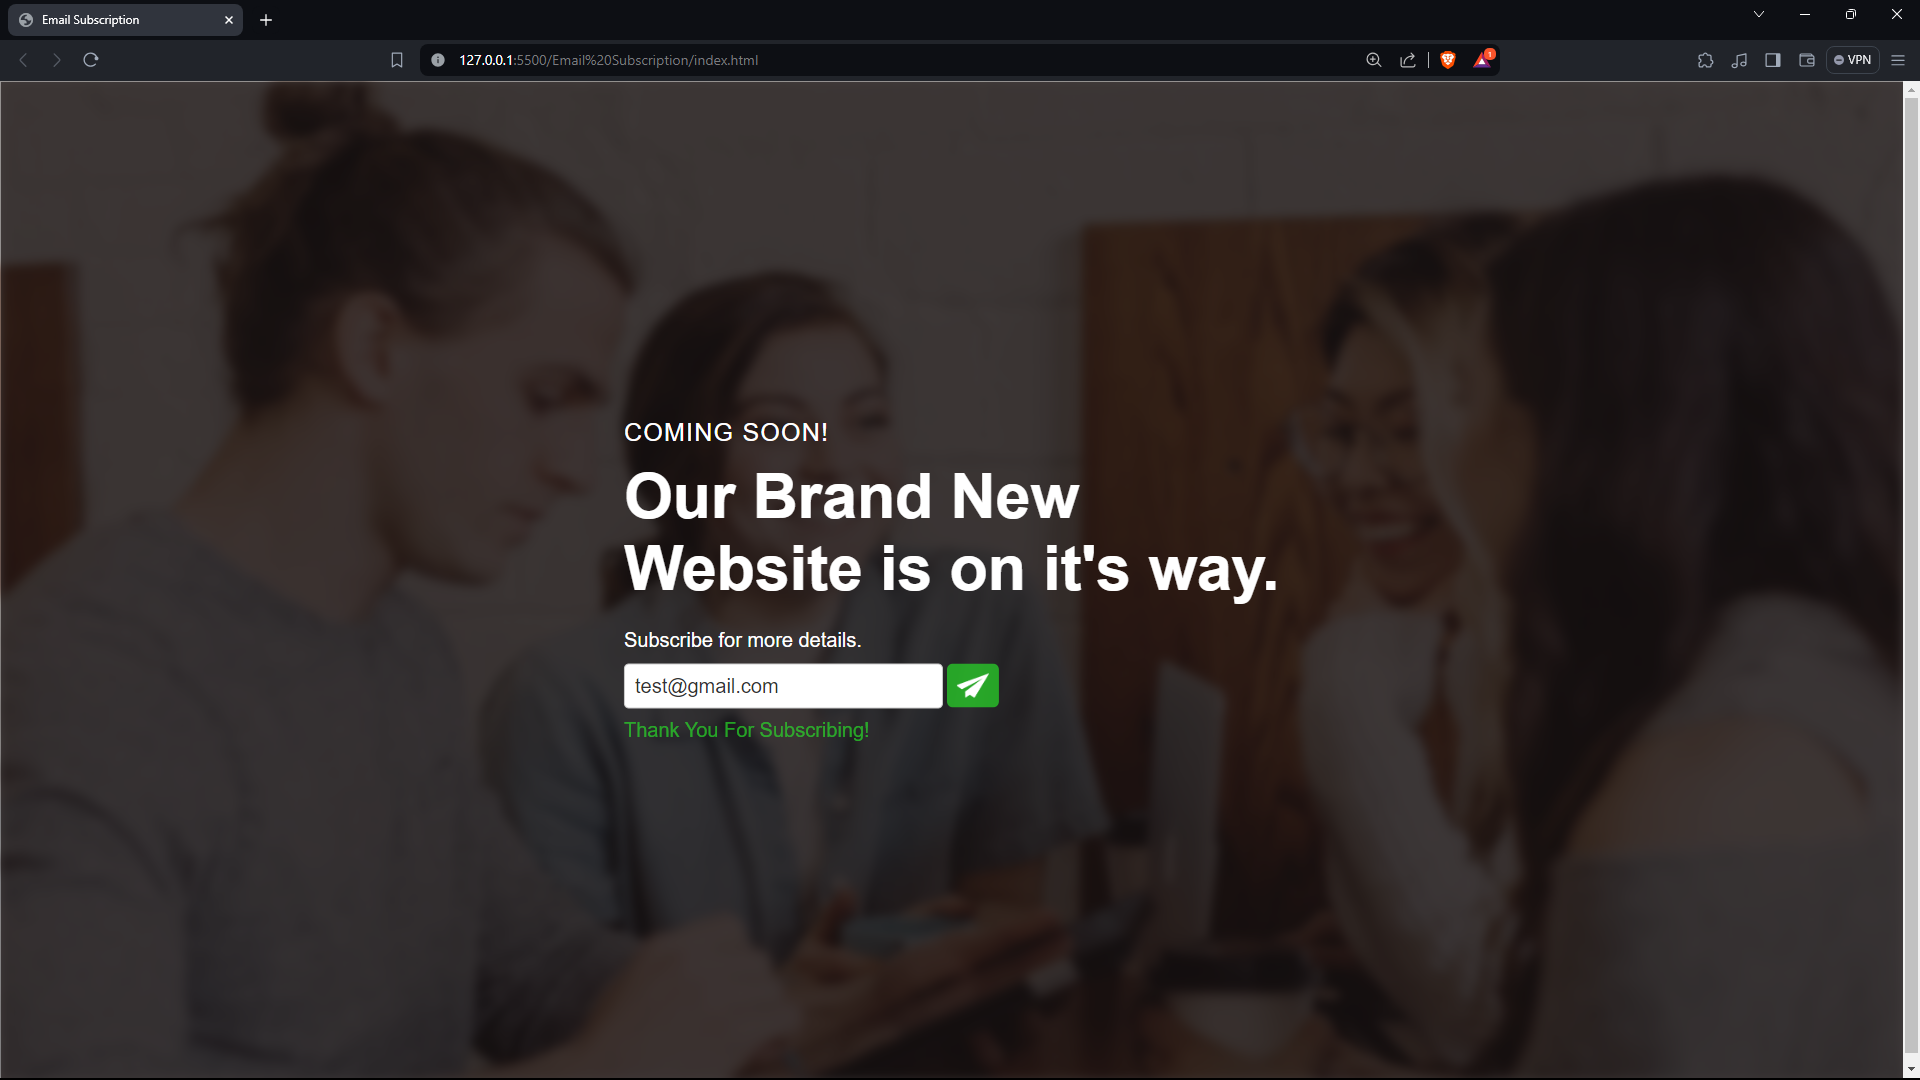 Email Subscription
127.0.0.1:5500/Email%20Subscription/index.html
1
VPN
COMING SOON!
Our Brand New
Website is on it's way.
Subscribe for more details.
test@gmail.com
Thank You For Subscribing!